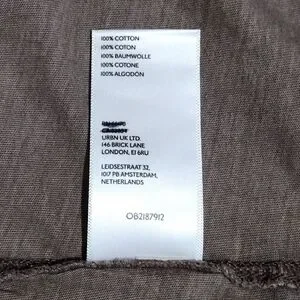 100% COTTON
100% COTON
100% BAUMWOLLE
100% COTONE
100% ALGODÓN
URBN UK LTD.
146 BRICK LANE
LONDON, E1 6RU
LEIDSESTRAAT 32,
1017 PB AMSTERDAM,
NETHERLANDS
OB2187912